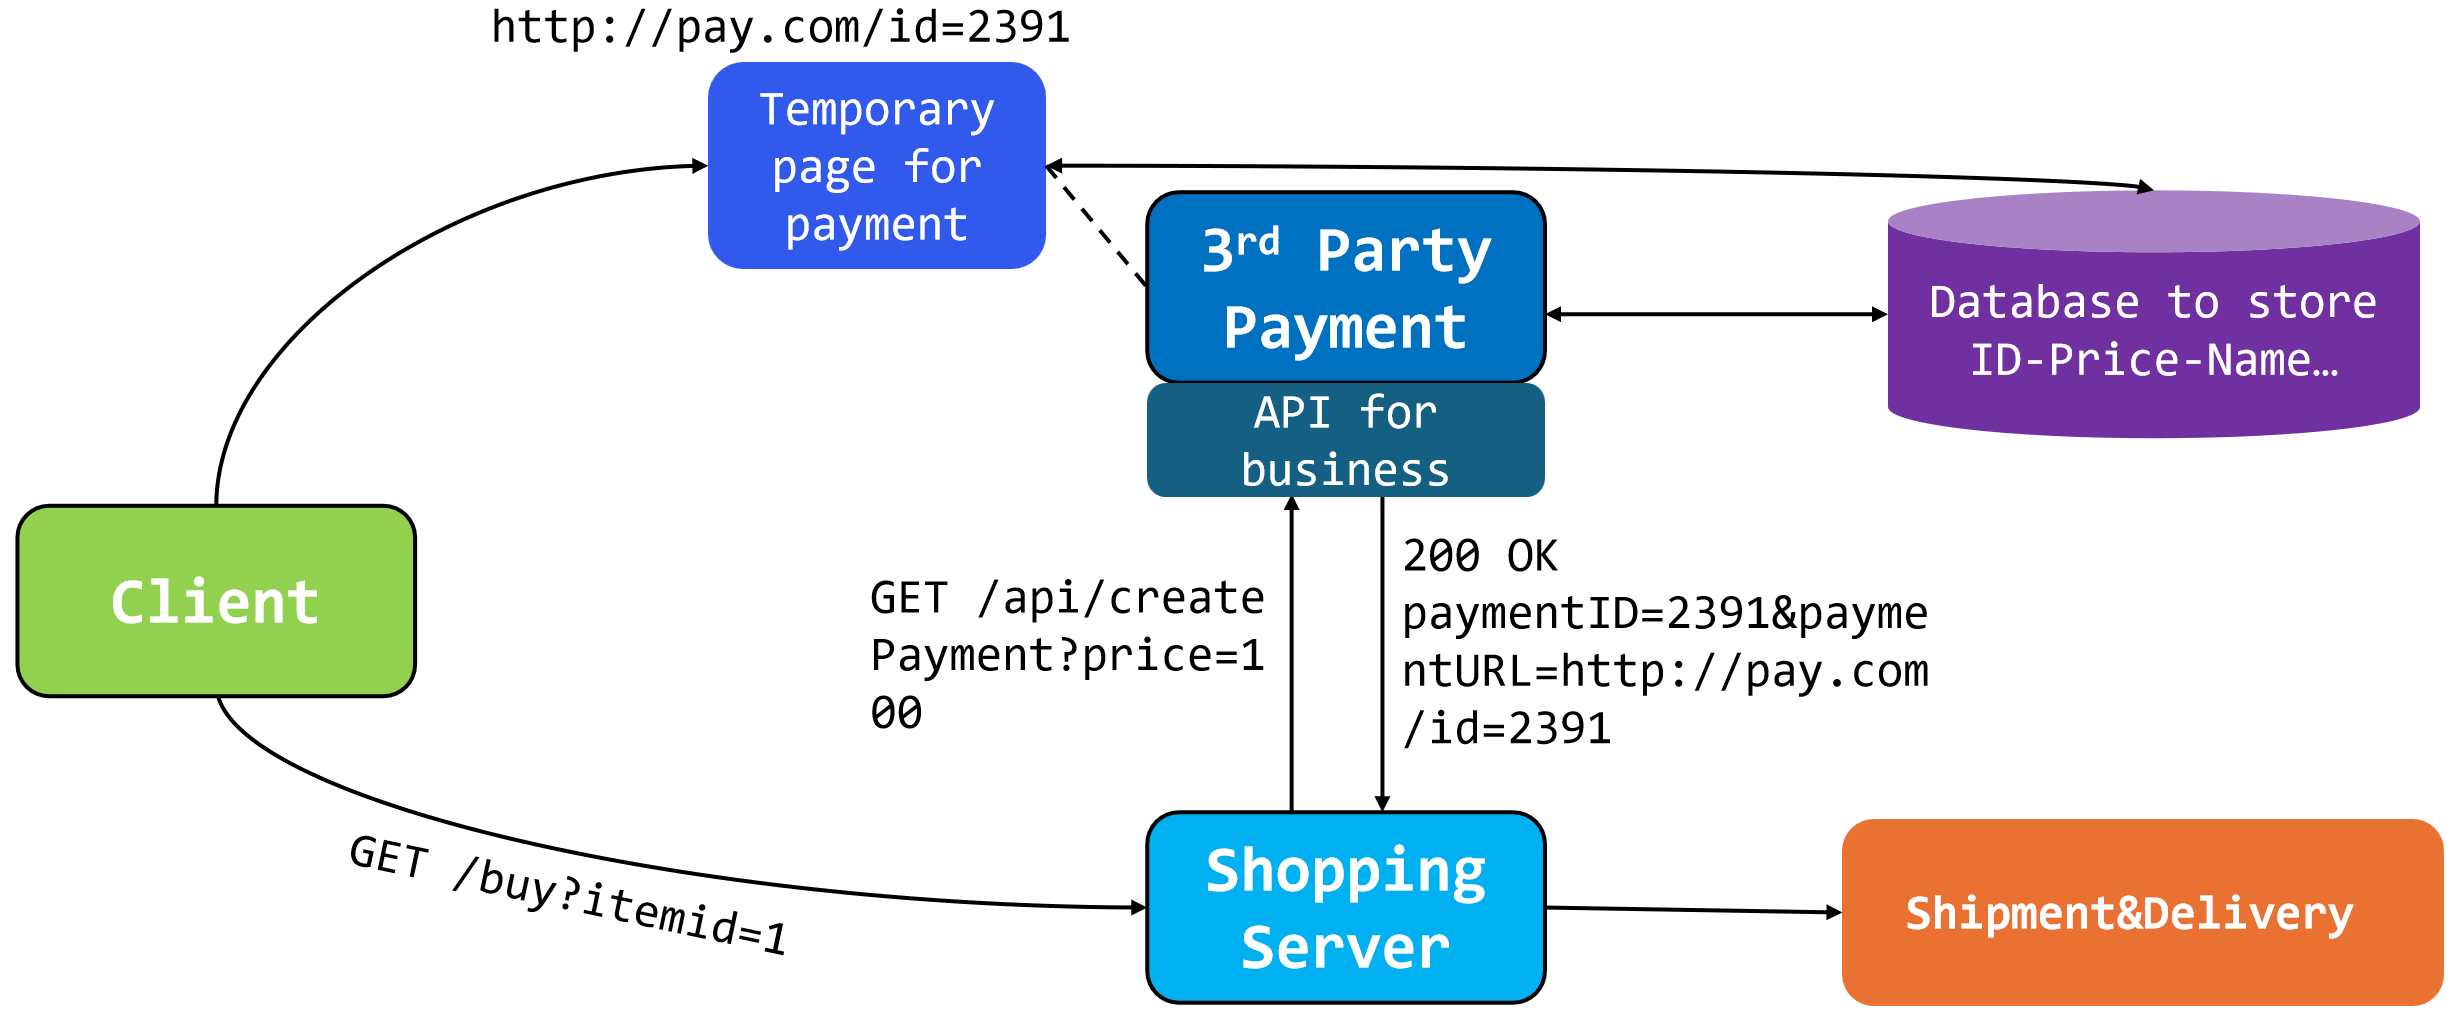 http://pay.com/id=2391
Temporary
page for
payment
3rd Party
Payment
API for
business
Database to store
ID-Price-Name…
Client
GET /api/create
Payment?price=1
00
200 OK
paymentID=2391&payme
ntURL=http://pay.com
/id=2391
GET /buy?itemid=1
Shopping
Server
Shipment&Delivery